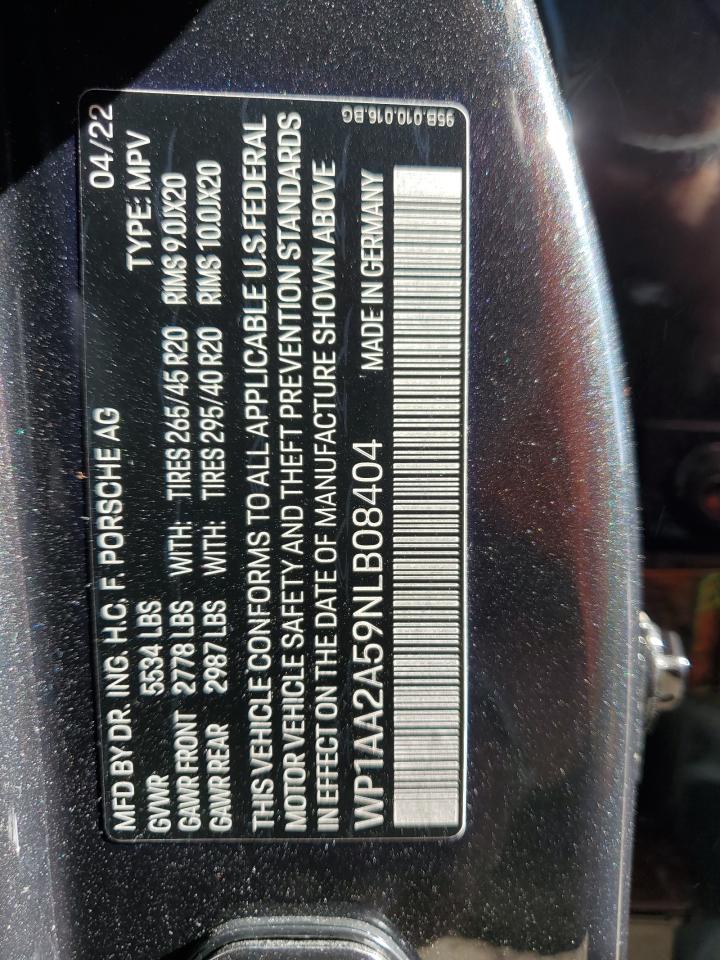 MFD BY DR. ING. H.C. F. PORSCHE AG 04/22
GVWR 5534 LBS TYPE: MPV
GAWR FRONT 2778 LBS WITH: TIRES 265/45 R20 RIMS 9.0JX20
GAWR REAR 2987 LBS WITH: TIRES 295/40 R20 RIMS 10.0JX20
THIS VEHICLE CONFORMS TO ALL APPLICABLE U.S.FEDERAL
MOTOR VEHICLE SAFETY AND THEFT PREVENTION STANDARDS
IN EFFECT ON THE DATE OF MANUFACTURE SHOWN ABOVE
WP1AA2A59NLB08404 MADE IN GERMANY
95B.010.016.BG